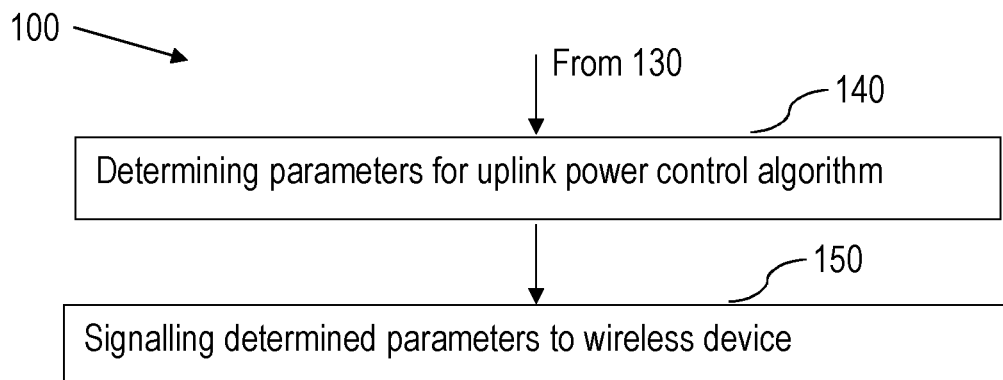 100
From 130
140
Determining parameters for uplink power control algorithm
150
Signalling determined parameters to wireless device